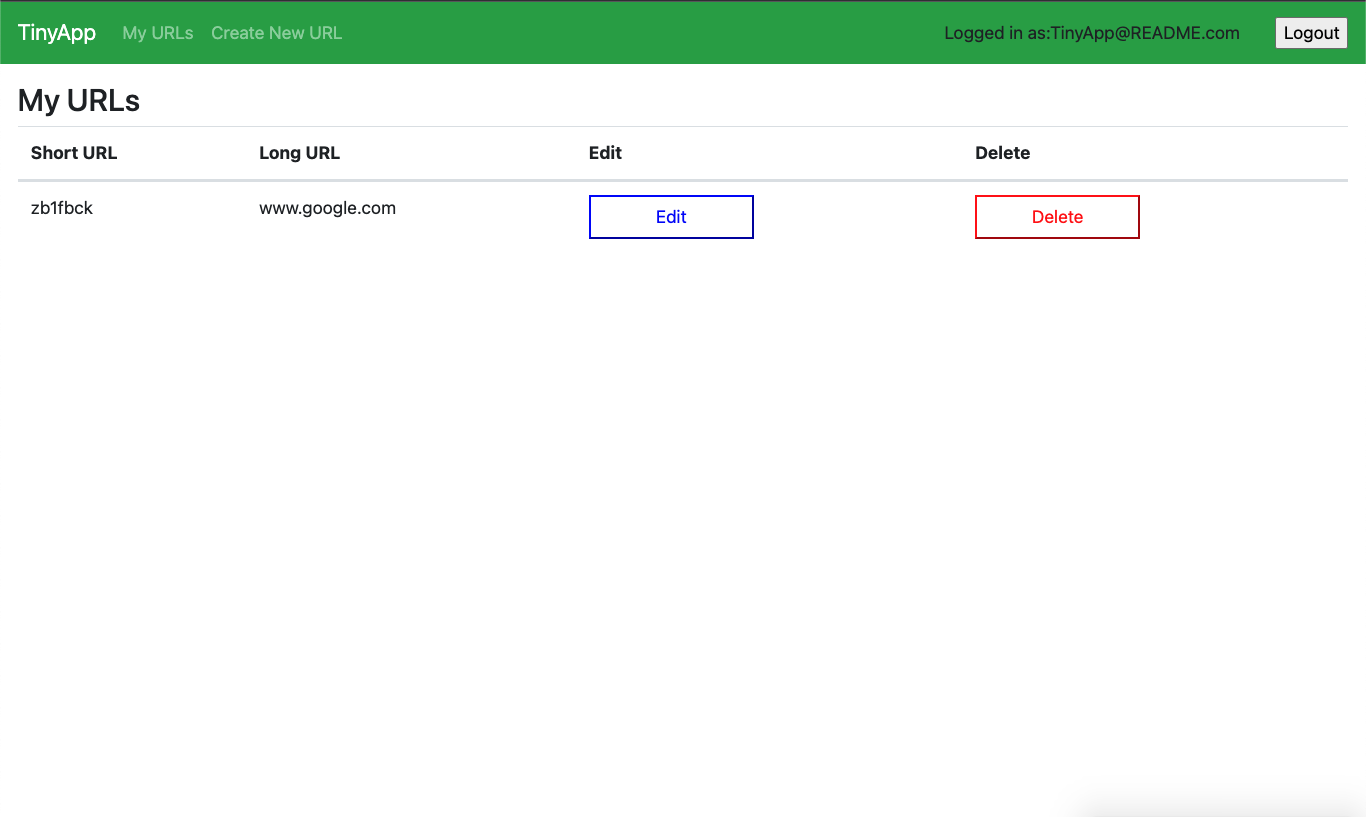 TinyApp My URLs Create New URL Logged in as:TinyApp@README.com Logout
My URLs
Short URL Long URL Edit Delete
zb1fbck www.google.com Edit Delete